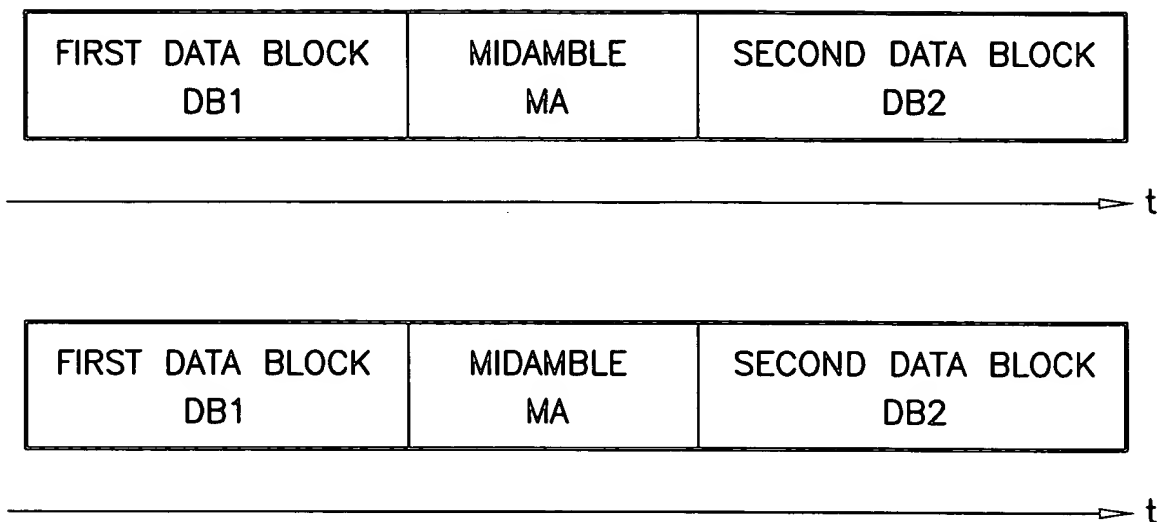 FIRST DATA BLOCK MIDAMBLE SECOND DATA BLOCK
DB1 MA DB2
t
FIRST DATA BLOCK MIDAMBLE SECOND DATA BLOCK
DB1 MA DB2
t